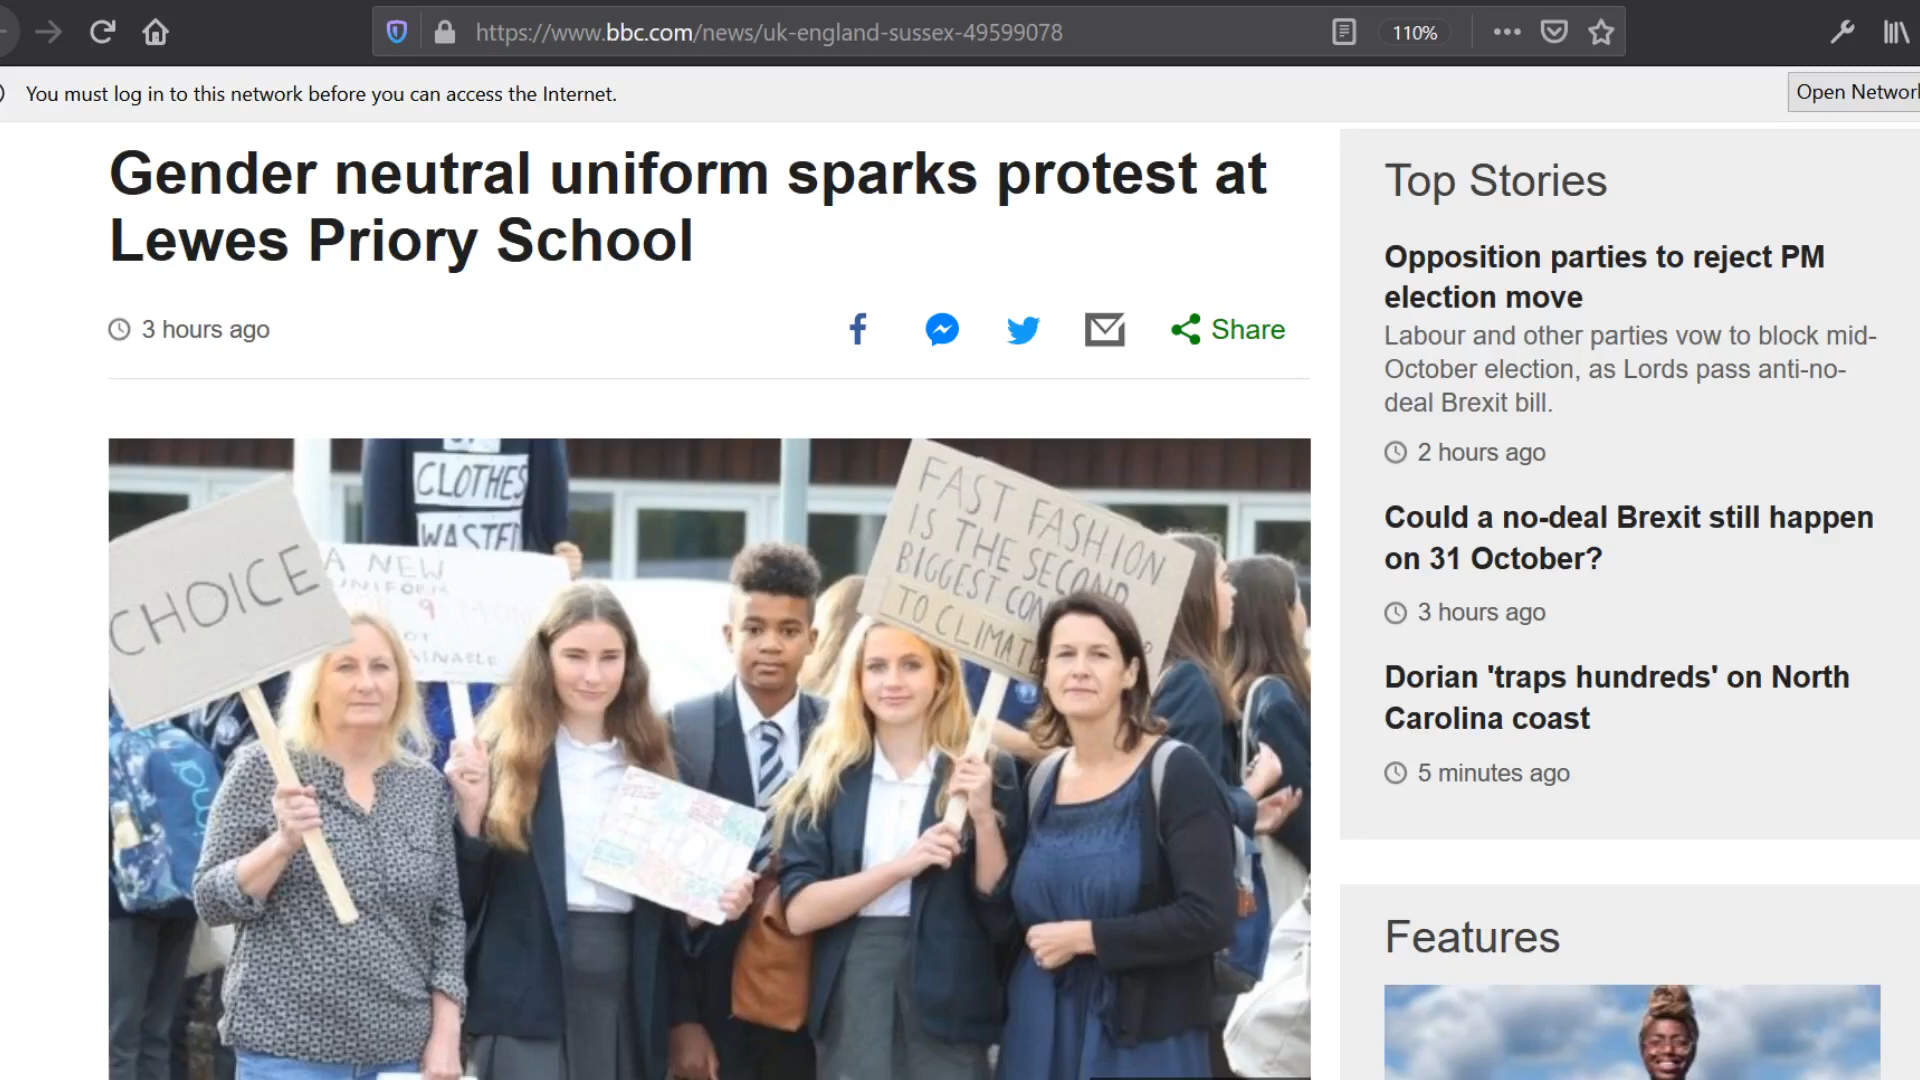 https://www.bbc.com/news/uk-england-sussex-49599078
110%
You must log in to this network before you can access the Internet.
Open Network
Gender neutral uniform sparks protest at
Lewes Priory School
3 hours ago
Share
CLOTHES
WASTED
CHOICE
A NEW
UNIFORM
9
FAST FASHION
IS THE SECOND
BIGGEST
TO CLIMATE
Top Stories
Opposition parties to reject PM
election move
Labour and other parties vow to block mid-
October election, as Lords pass anti-no-
deal Brexit bill.
2 hours ago
Could a no-deal Brexit still happen
on 31 October?
3 hours ago
Dorian 'traps hundreds' on North
Carolina coast
5 minutes ago
Features